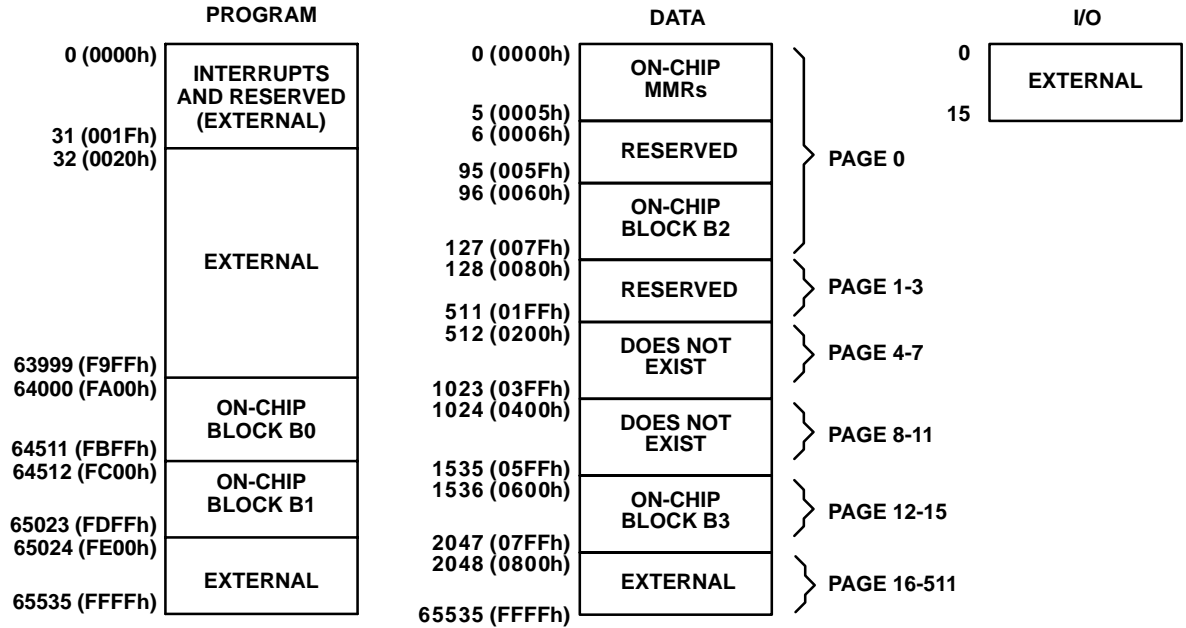 PROGRAM
0 (0000h)
INTERRUPTS
AND RESERVED
(EXTERNAL)
31 (001Fh)
32 (0020h)
EXTERNAL
63999 (F9FFh)
64000 (FA00h)
ON-CHIP
BLOCK B0
64511 (FBFFh)
64512 (FC00h)
ON-CHIP
BLOCK B1
65023 (FDFFh)
65024 (FE00h)
EXTERNAL
65535 (FFFFh)
DATA
0 (0000h)
ON-CHIP
MMRs
5 (0005h)
6 (0006h)
RESERVED
95 (005Fh)
96 (0060h)
ON-CHIP
BLOCK B2
127 (007Fh)
128 (0080h)
RESERVED
511 (01FFh)
512 (0200h)
DOES NOT
EXIST
1023 (03FFh)
1024 (0400h)
DOES NOT
EXIST
1535 (05FFh)
1536 (0600h)
ON-CHIP
BLOCK B3
2047 (07FFh)
2048 (0800h)
EXTERNAL
65535 (FFFFh)
PAGE 0
PAGE 1-3
PAGE 4-7
PAGE 8-11
PAGE 12-15
PAGE 16-511
I/O
0
EXTERNAL
15